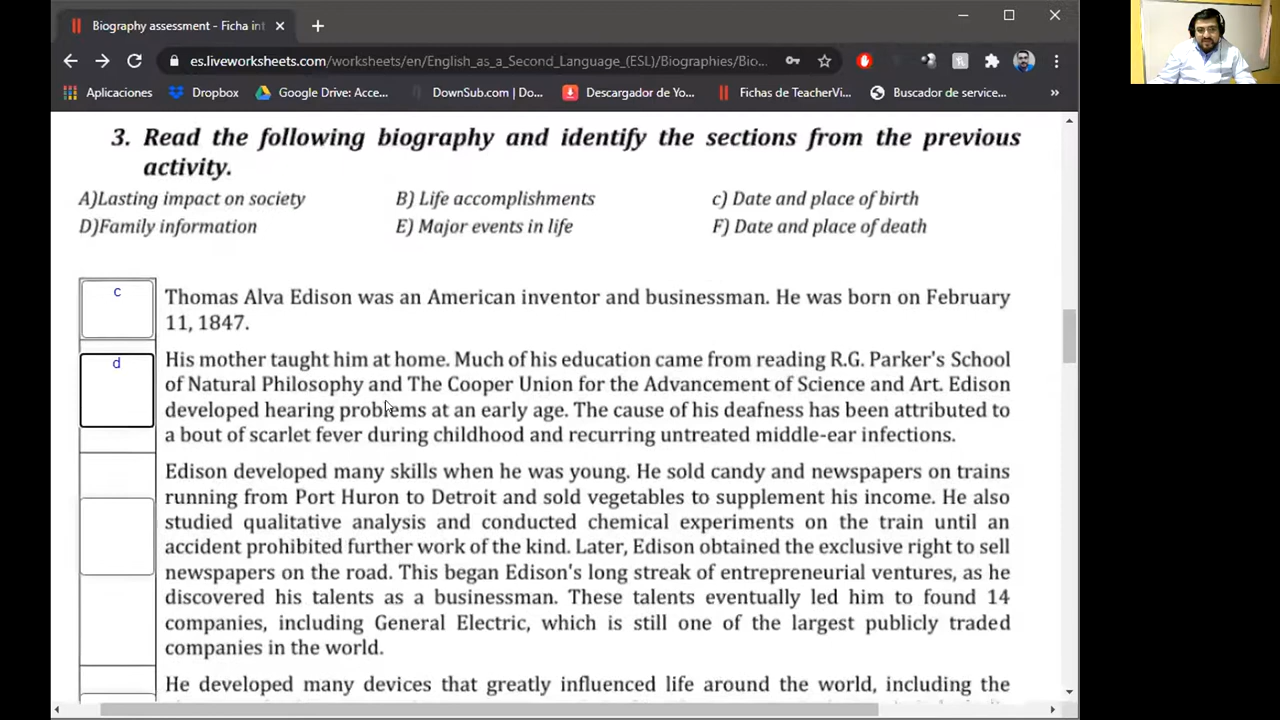 Biography assessment - Ficha int
es.liveworksheets.com/worksheets/en/English_as_a_Second_Language_(ESL)/Biographies/Bio...
Aplicaciones Dropbox Google Drive: Acce... DownSub.com | Do... Descargador de Yo... Fichas de TeacherVi... Buscador de service... »
3. Read the following biography and identify the sections from the previous
activity.
A)Lasting impact on society B) Life accomplishments c) Date and place of birth
D)Family information E) Major events in life F) Date and place of death
c
Thomas Alva Edison was an American inventor and businessman. He was born on February
11, 1847.
d
His mother taught him at home. Much of his education came from reading R.G. Parker's School
of Natural Philosophy and The Cooper Union for the Advancement of Science and Art. Edison
developed hearing problems at an early age. The cause of his deafness has been attributed to
a bout of scarlet fever during childhood and recurring untreated middle-ear infections.
Edison developed many skills when he was young. He sold candy and newspapers on trains
running from Port Huron to Detroit and sold vegetables to supplement his income. He also
studied qualitative analysis and conducted chemical experiments on the train until an
accident prohibited further work of the kind. Later, Edison obtained the exclusive right to sell
newspapers on the road. This began Edison's long streak of entrepreneurial ventures, as he
discovered his talents as a businessman. These talents eventually led him to found 14
companies, including General Electric, which is still one of the largest publicly traded
companies in the world.
He developed many devices that greatly influenced life around the world, including the